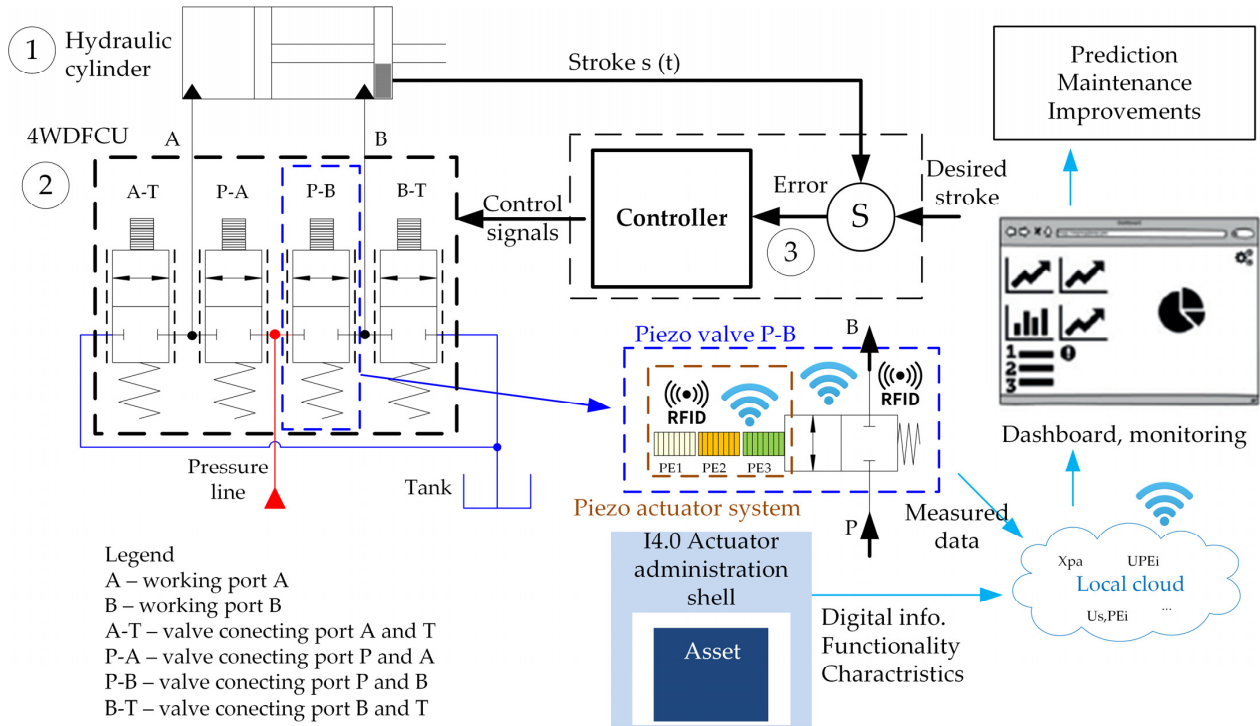 1
Hydraulic
cylinder
Stroke s (t)
Prediction
Maintenance
Improvements
4WDFCU
A
B
2
A-T
P-A
P-B
B-T
Control
signals
Controller
Error
3
S
Desired
stroke
Piezo valve P-B
B
RFID
RFID
PE1
PE2
PE3
Piezo actuator system
P
Pressure
line
Tank
1
2
3
Dashboard, monitoring
Measured
data
I4.0 Actuator
administration
shell
Asset
Digital info.
Functionality
Charactristics
Xpa
UPEi
Local cloud
Us,PEi
...
Legend
A – working port A
B – working port B
A-T – valve conecting port A and T
P-A – valve conecting port P and A
P-B – valve conecting port P and B
B-T – valve conecting port B and T